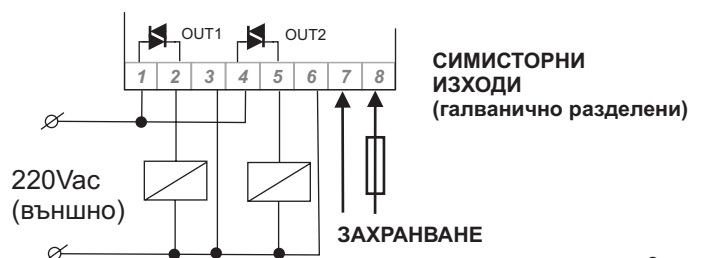 OUT1 OUT2
1 2 3 4 5 6 7 8
СИМИСТОРНИ
ИЗХОДИ
(галванично разделени)
220Vac
(външно)
ЗАХРАНВАНЕ